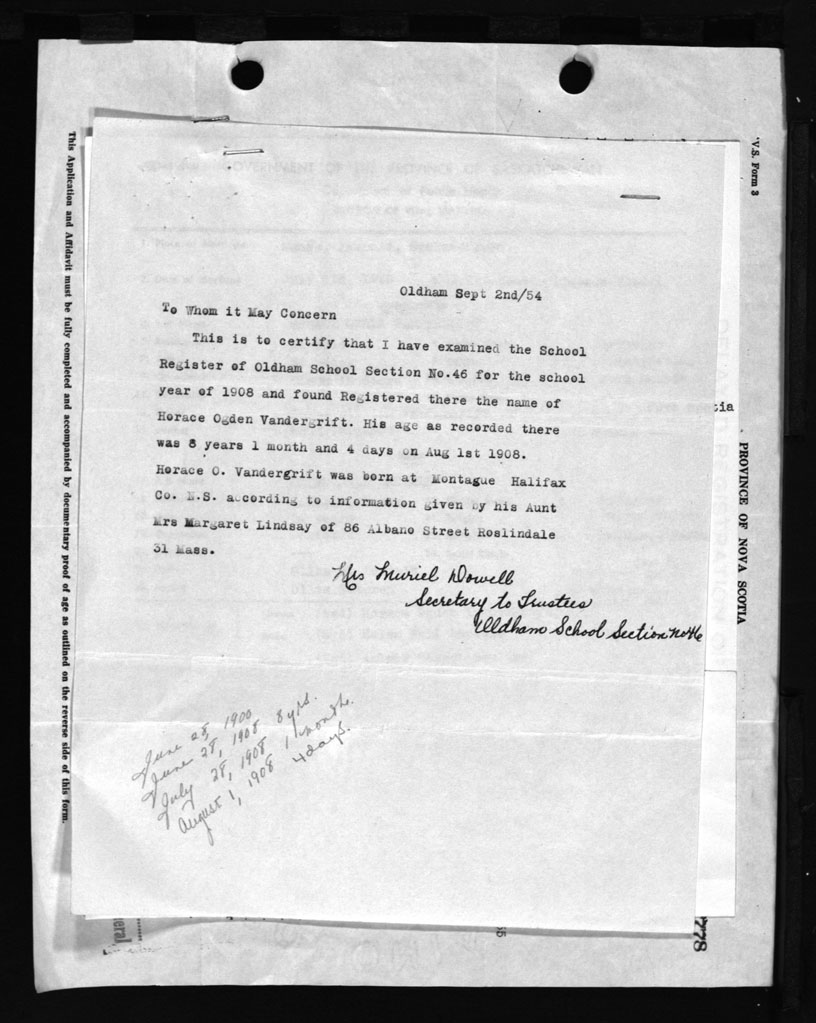 Oldham Sept 2nd/54
To Whom it May Concern
This is to certify that I have examined the School
Register of Oldham School Section No.46 for the school
year of 1908 and found Registered there the name of
Horace Ogden Vandergrift. His age as recorded there
was 8 years 1 month and 4 days on Aug 1st 1908.
Horace O. Vandergrift was born at Montague Halifax
Co. N.S. according to information given by his Aunt
Mrs Margaret Lindsay of 86 Albano Street Roslindale
31 Mass.
Mrs Muriel Dowell
Secretary to Trustees
Oldham School Section No 46
June 28, 1900
June 28, 1908 8 yrs.
July 28, 1908 1 month.
August 1, 1908 4 days.
This Application and Affidavit must be fully completed and accompanied by documentary proof of age as outlined on the reverse side of this form.
V.S. Form 3
PROVINCE OF NOVA SCOTIA
tia
778
eral